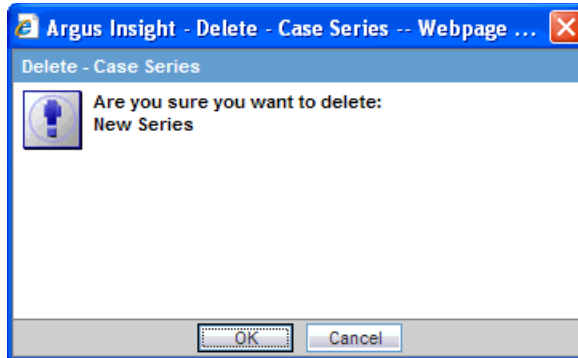 Argus Insight - Delete - Case Series -- Webpage ...
Delete - Case Series
Are you sure you want to delete:
New Series
OK
Cancel